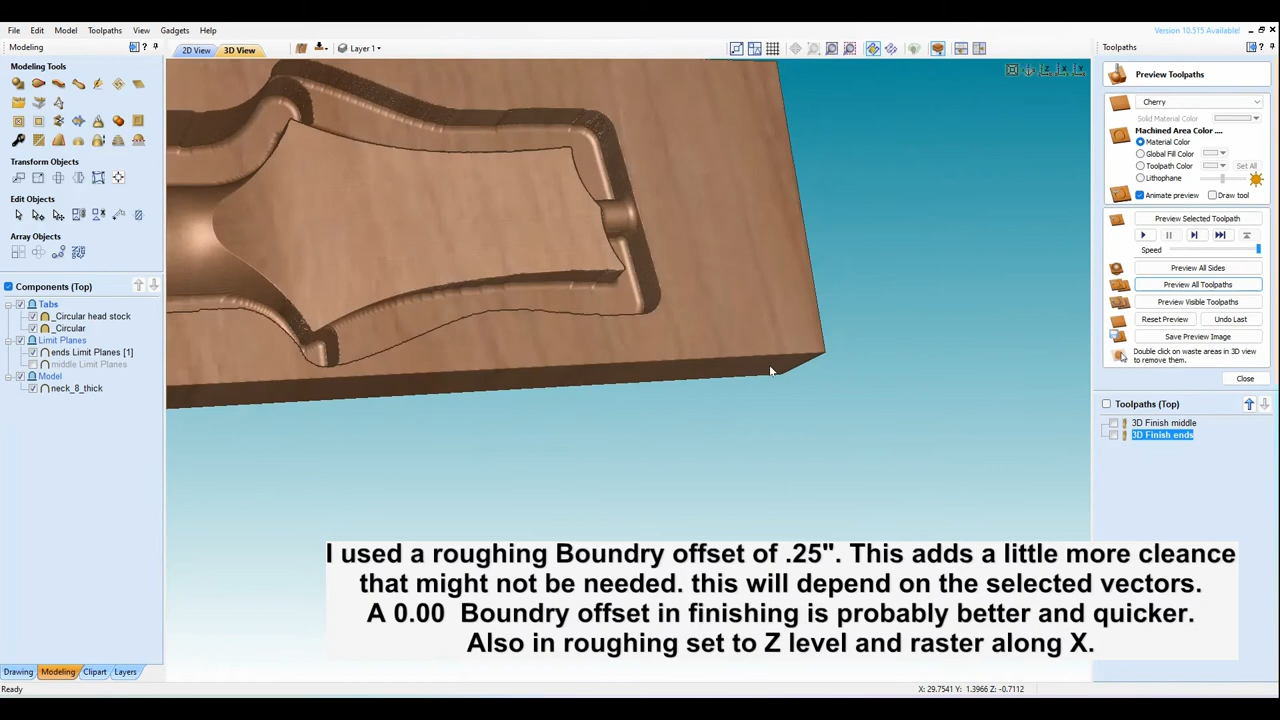 File Edit Model Toolpaths View Gadgets Help
Version 10.515 Available!
Modeling
2D View
3D View
Layer 1
Toolpaths
Modeling Tools
Transform Objects
Edit Objects
Array Objects
Components (Top)
Tabs
_Circular head stock
_Circular
Limit Planes
ends Limit Planes [1]
middle Limit Planes
Model
neck_8_thick
Preview Toolpaths
Cherry
Solid Material Color
Machined Area Color ....
Material Color
Global Fill Color
Toolpath Color
Set All
Lithophane
Animate preview
Draw tool
Preview Selected Toolpath
Speed
Preview All Sides
Preview All Toolpaths
Preview Visible Toolpaths
Reset Preview
Undo Last
Save Preview Image
Double click on waste areas in 3D view
to remove them.
Close
Toolpaths (Top)
3D Finish middle
3D Finish ends
I used a roughing Boundry offset of .25". This adds a little more cleance
that might not be needed. this will depend on the selected vectors.
A 0.00 Boundry offset in finishing is probably better and quicker.
Also in roughing set to Z level and raster along X.
Drawing Modeling Clipart Layers
Ready
X: 29.7541 Y: 1.3966 Z: -0.7112